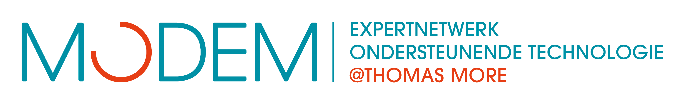 MODEM
EXPERTNETWERK
ONDERSTEUNENDE TECHNOLOGIE
@THOMAS MORE